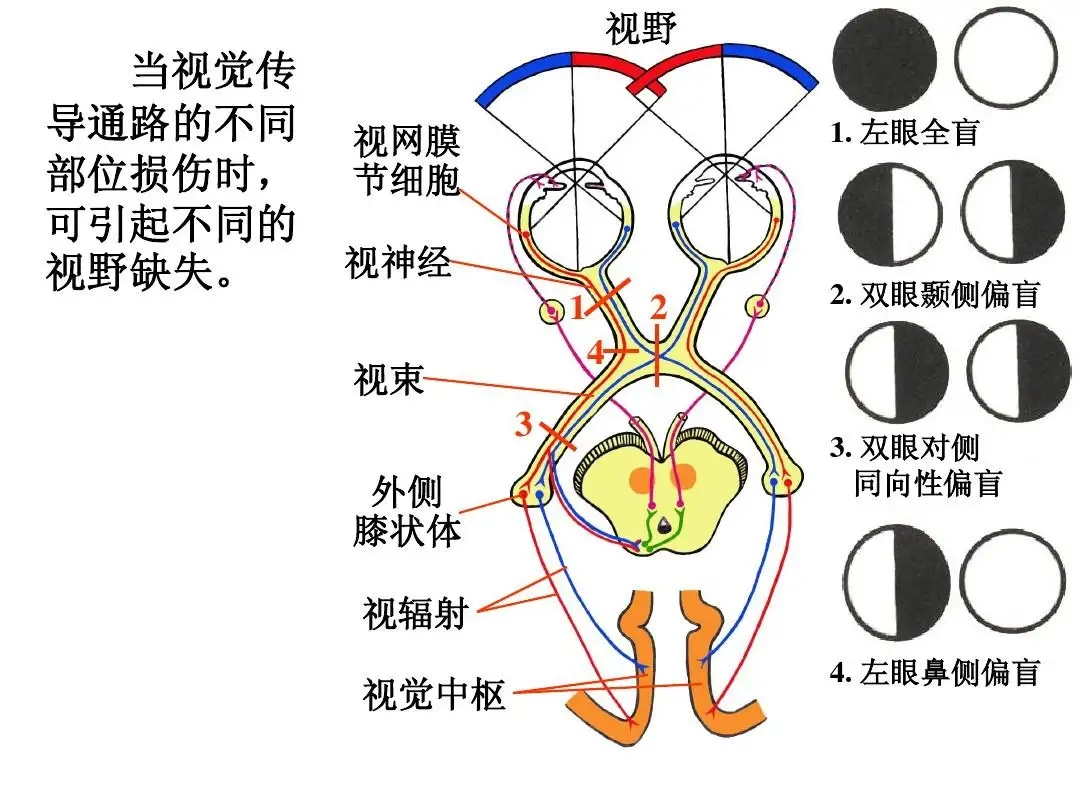 当视觉传
导通路的不同
部位损伤时，
可引起不同的
视野缺失。
视野
视网膜
节细胞
视神经
1
2
4
视束
3
外侧
膝状体
视辐射
视觉中枢
1. 左眼全盲
2. 双眼颞侧偏盲
3. 双眼对侧
同向性偏盲
4. 左眼鼻侧偏盲